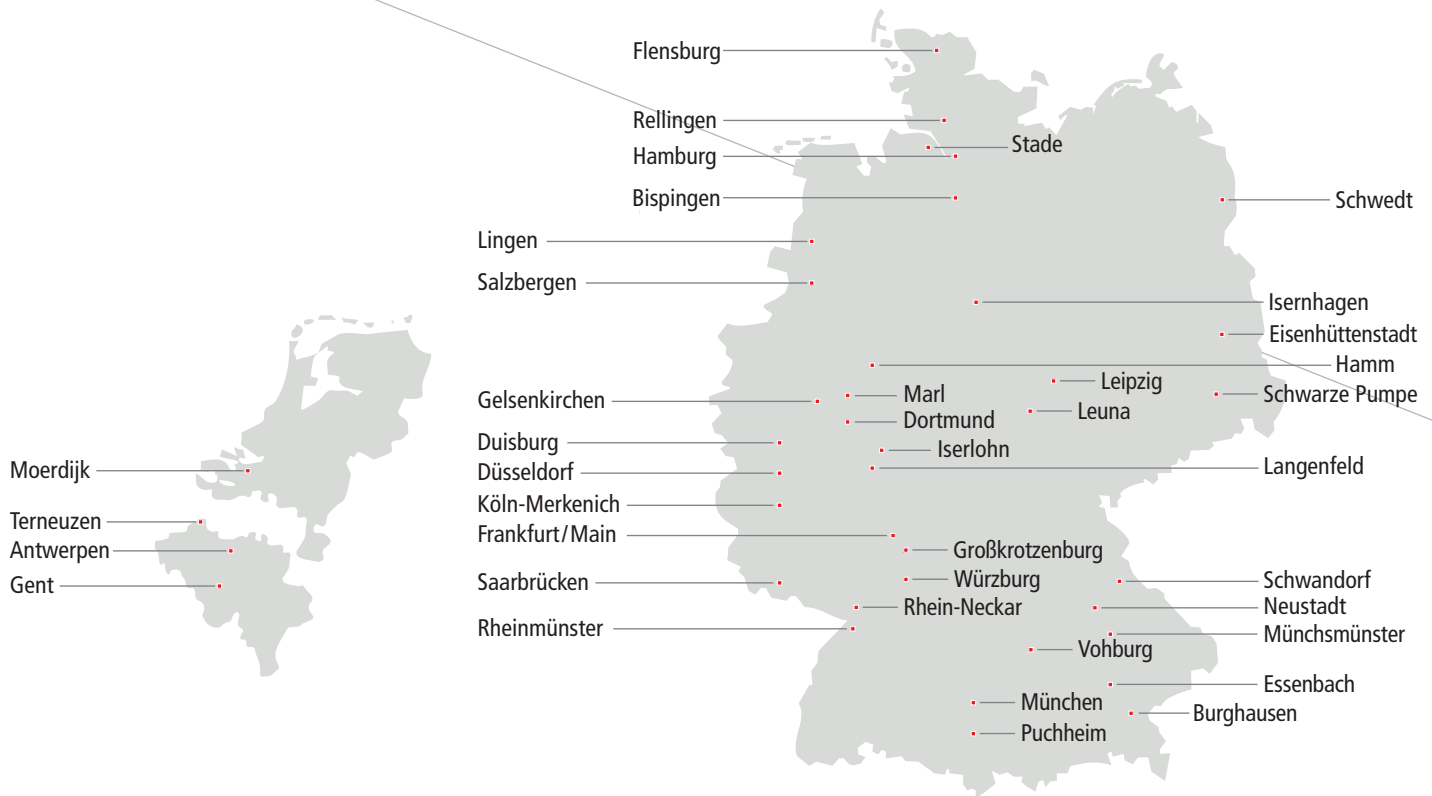 Flensburg
Rellingen
Stade
Hamburg
Bispingen
Schwedt
Lingen
Salzbergen
Isernhagen
Eisenhüttenstadt
Hamm
Leipzig
Marl
Schwarze Pumpe
Gelsenkirchen
Leuna
Dortmund
Duisburg
Iserlohn
Langenfeld
Moerdijk
Düsseldorf
Köln-Merkenich
Terneuzen
Frankfurt/Main
Antwerpen
Großkrotzenburg
Gent
Saarbrücken
Würzburg
Schwandorf
Rhein-Neckar
Neustadt
Rheinmünster
Münchsmünster
Vohburg
Essenbach
München
Burghausen
Puchheim